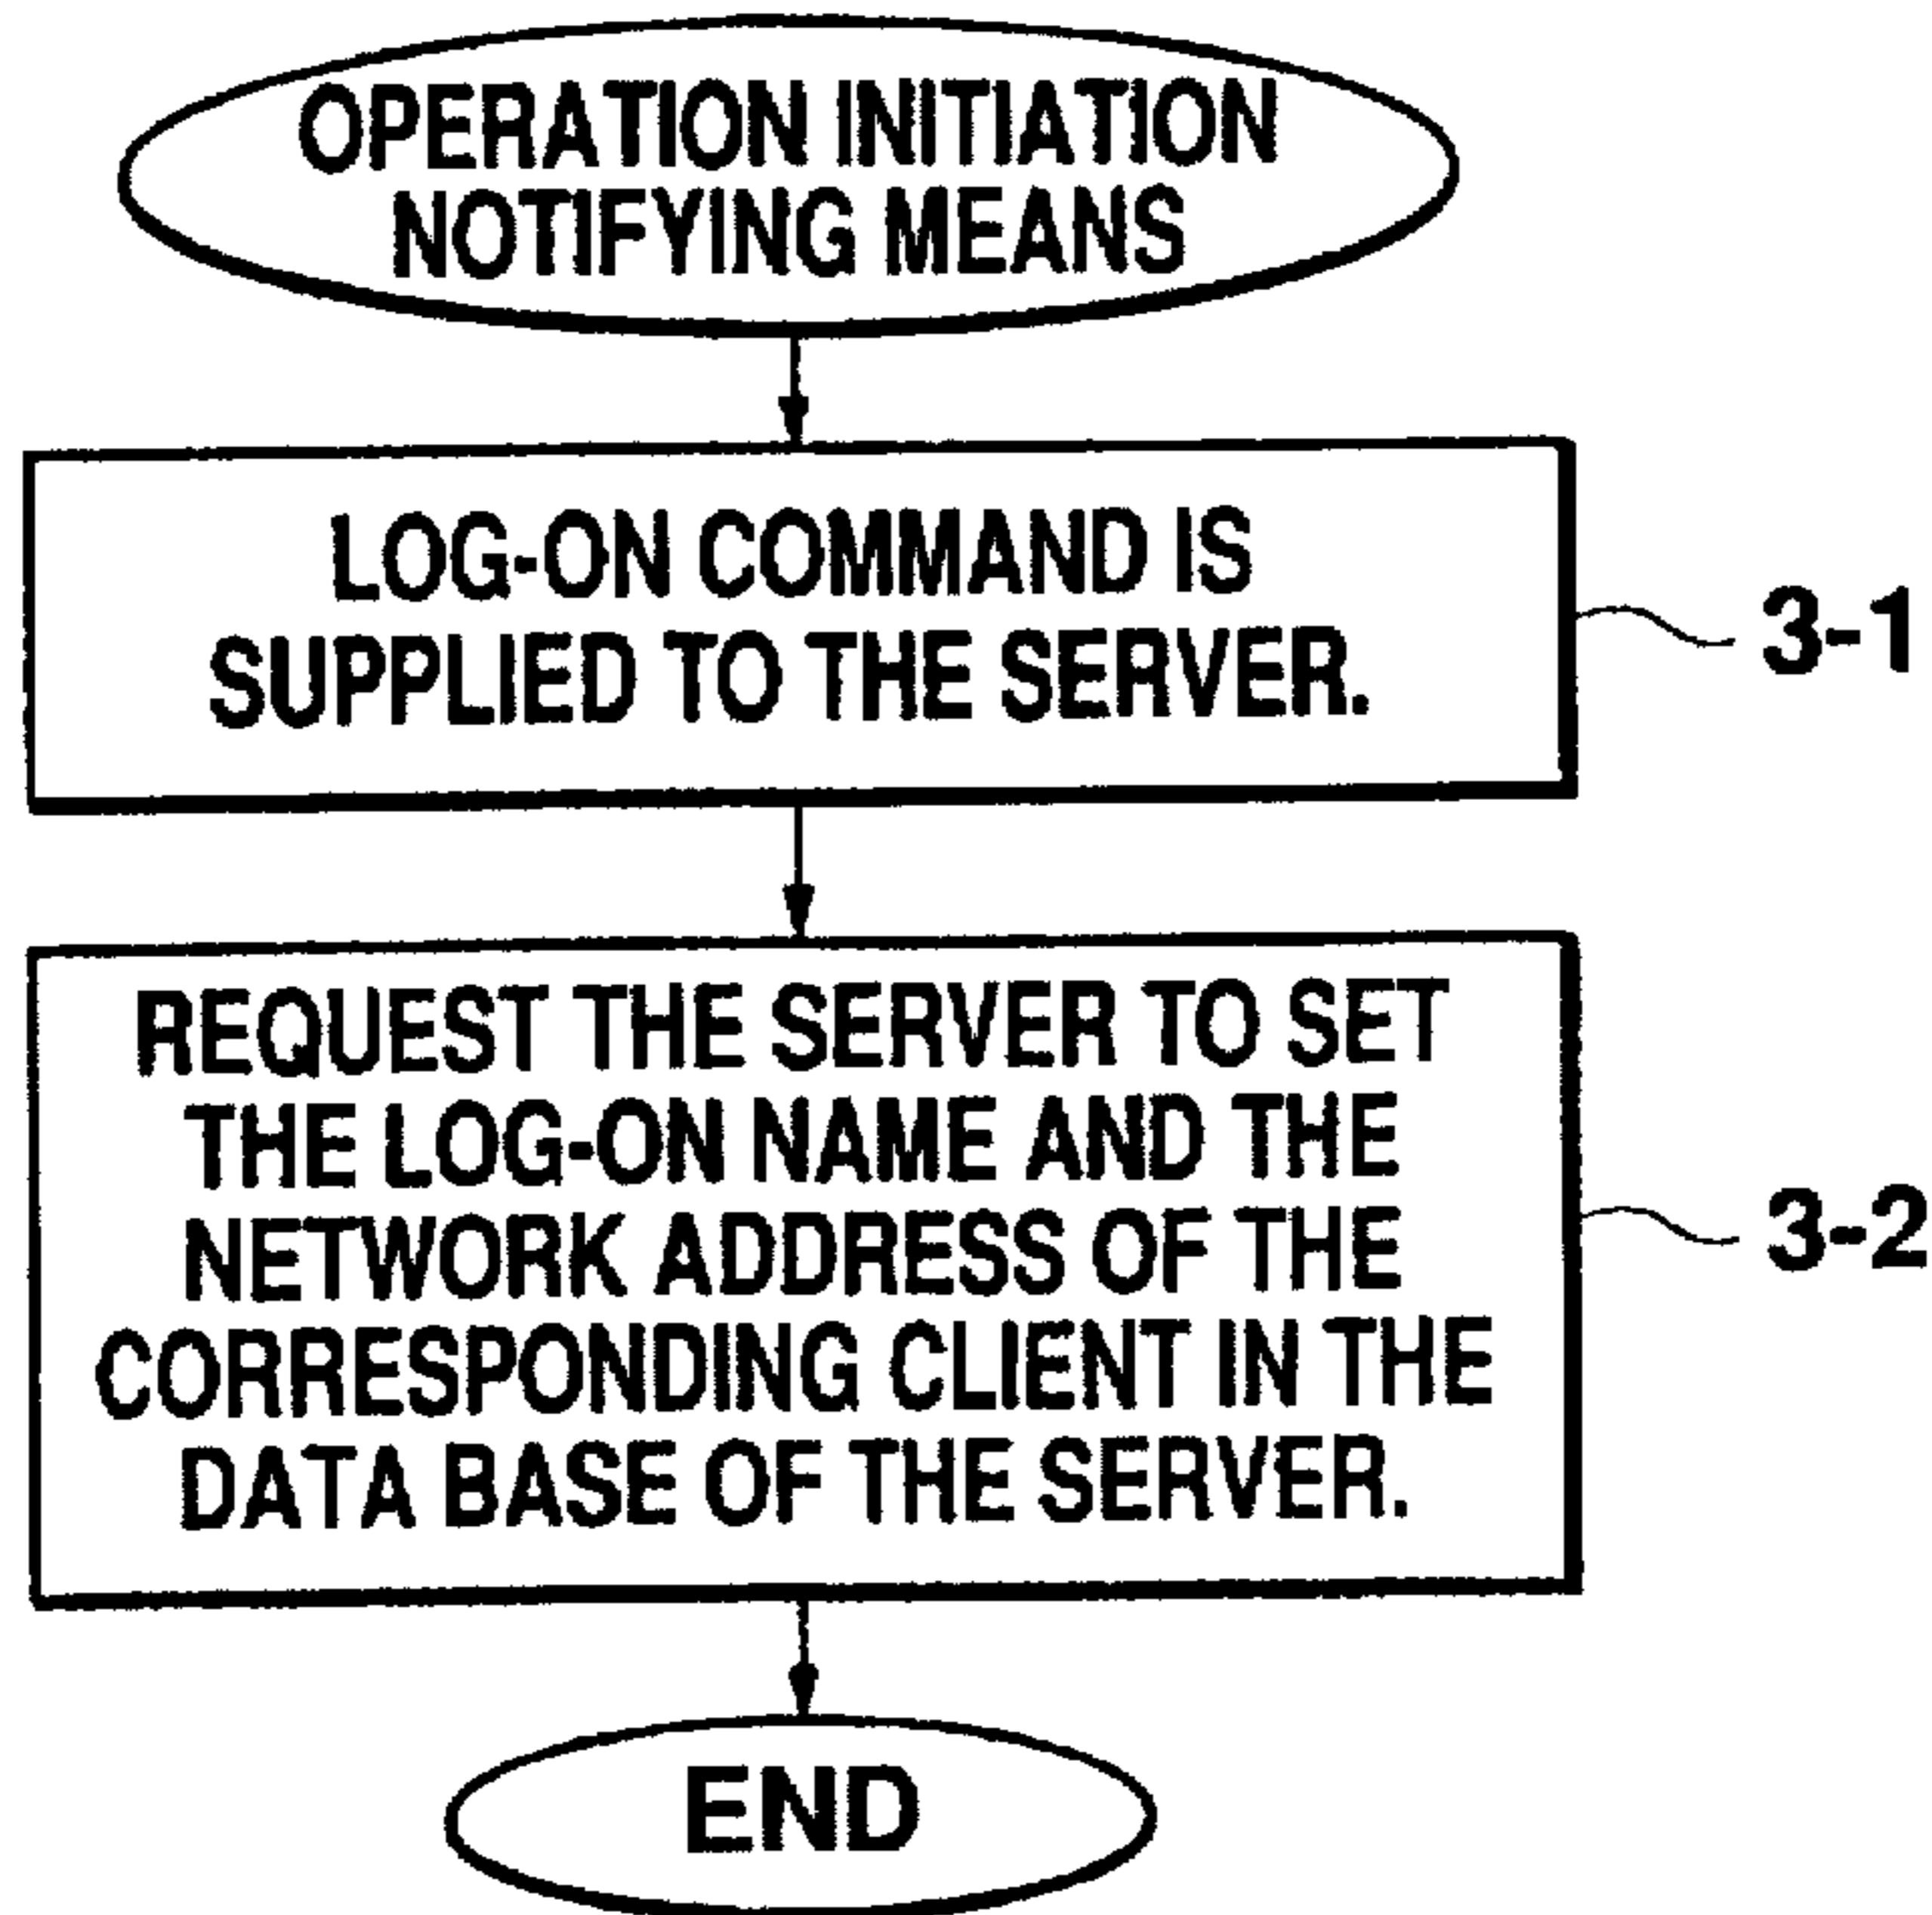 OPERATION INITIATION
NOTIFYING MEANS
LOG-ON COMMAND IS
SUPPLIED TO THE SERVER.
3-1
REQUEST THE SERVER TO SET
THE LOG-ON NAME AND THE
NETWORK ADDRESS OF THE
CORRESPONDING CLIENT IN THE
DATA BASE OF THE SERVER.
3-2
END